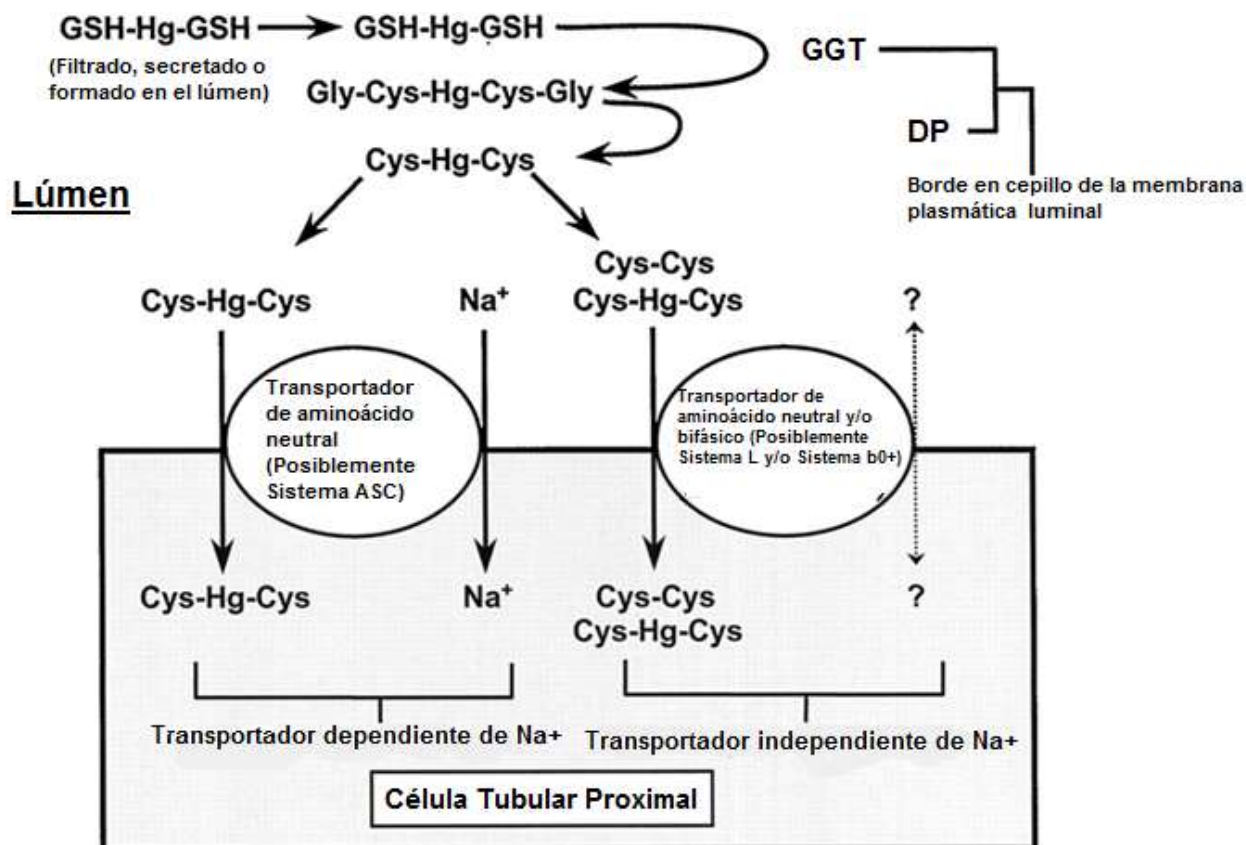 GSH-Hg-GSH
(Filtrado, secretado o
formado en el lúmen)
GSH-Hg-GSH
GGT
Gly-Cys-Hg-Cys-Gly
DP
Cys-Hg-Cys
Borde en cepillo de la membrana
plasmática luminal
Lúmen
Cys-Hg-Cys
Na+
Cys-Cys
Cys-Hg-Cys
?
Transportador
de aminoácido
neutral
(Posiblemente
Sistema ASC)
Transportador de
aminoácido neutral y/o
bifásico (Posiblemente
Sistema L y/o Sistema b0+)
Cys-Hg-Cys
Na+
Cys-Cys
Cys-Hg-Cys
?
Transportador dependiente de Na+
Transportador independiente de Na+
Célula Tubular Proximal